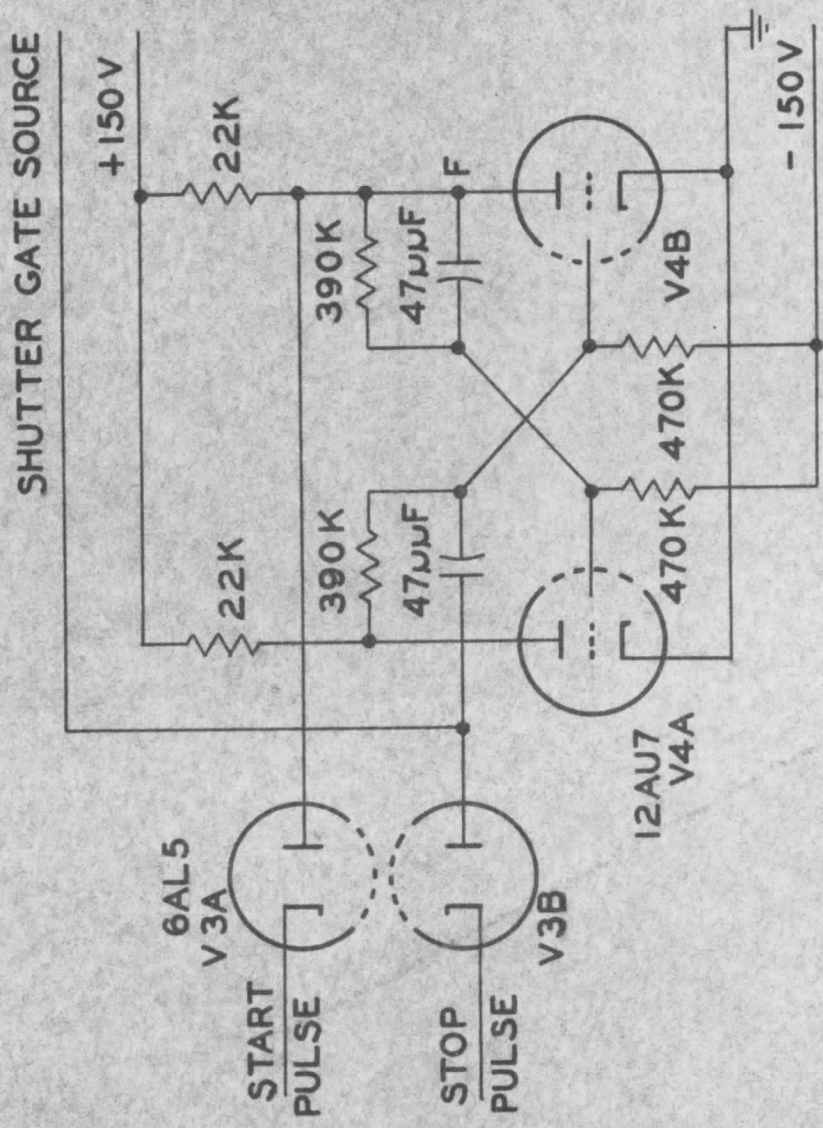 SHUTTER GATE SOURCE
+150V
22K
22K
390K
47μμF
390K
47μμF
F
6AL5
V3A
START
PULSE
STOP
PULSE
V3B
12AU7
V4A
V4B
470K
470K
-150V